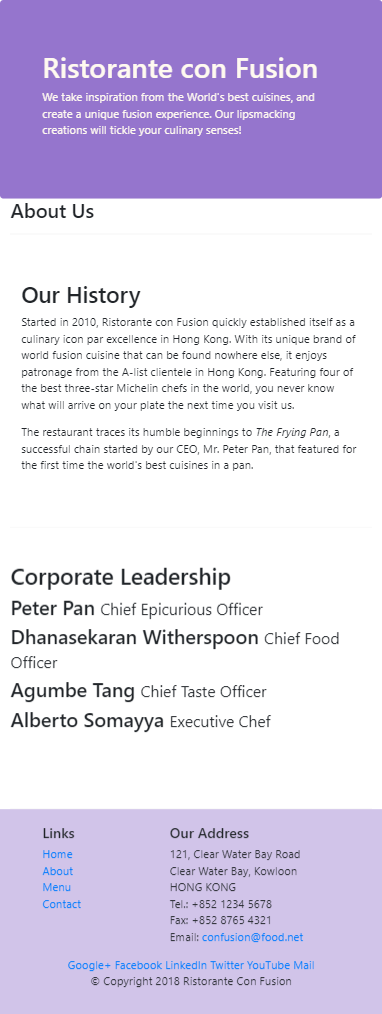 Ristorante con Fusion
We take inspiration from the World's best cuisines, and
create a unique fusion experience. Our lipsmacking
creations will tickle your culinary senses!
About Us
Our History
Started in 2010, Ristorante con Fusion quickly established itself as a
culinary icon par excellence in Hong Kong. With its unique brand of
world fusion cuisine that can be found nowhere else, it enjoys
patronage from the A-list clientele in Hong Kong. Featuring four of
the best three-star Michelin chefs in the world, you never know
what will arrive on your plate the next time you visit us.
The restaurant traces its humble beginnings to The Frying Pan, a
successful chain started by our CEO, Mr. Peter Pan, that featured for
the first time the world's best cuisines in a pan.
Corporate Leadership
Peter Pan Chief Epicurious Officer
Dhanasekaran Witherspoon Chief Food
Officer
Agumbe Tang Chief Taste Officer
Alberto Somayya Executive Chef
Links
Home
About
Menu
Contact
Our Address
121, Clear Water Bay Road
Clear Water Bay, Kowloon
HONG KONG
Tel.: +852 1234 5678
Fax: +852 8765 4321
Email: confusion@food.net
Google+ Facebook LinkedIn Twitter YouTube Mail
© Copyright 2018 Ristorante Con Fusion